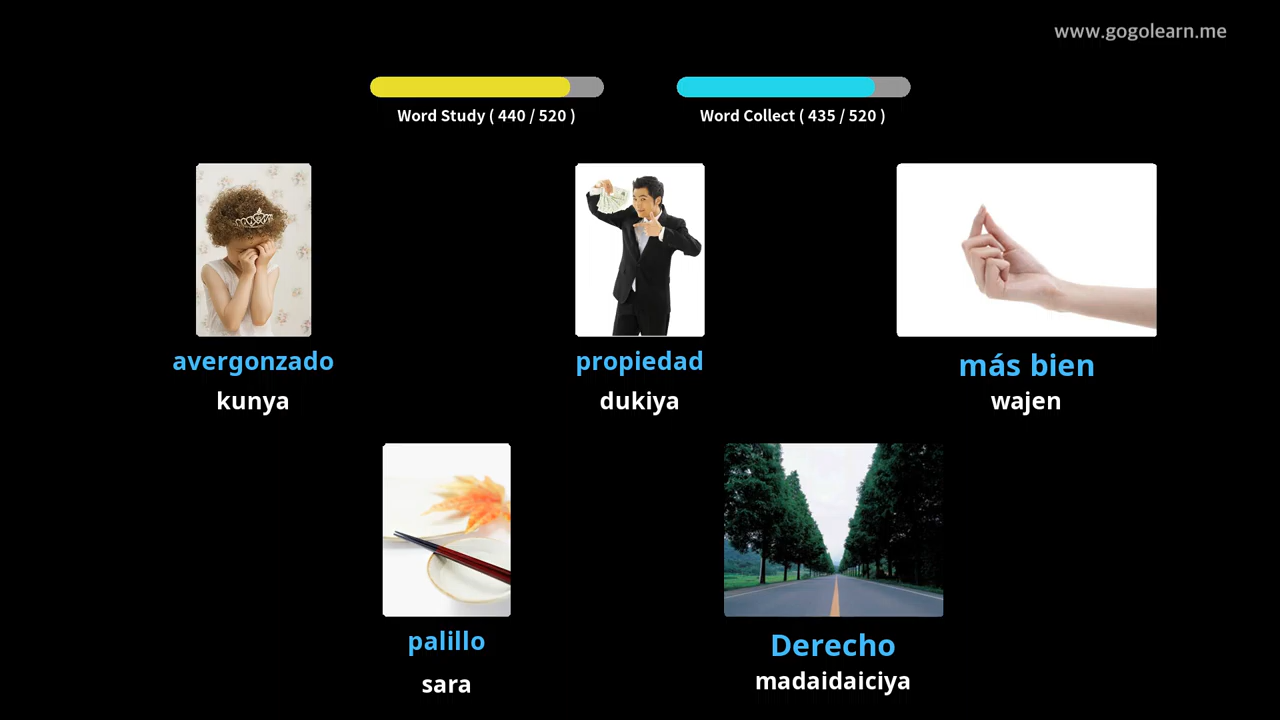 www.gogolearn.me
Word Study ( 440 / 520 )
Word Collect ( 435 / 520 )
avergonzado
kunya
propiedad
dukiya
más bien
wajen
palillo
sara
Derecho
madaidaiciya